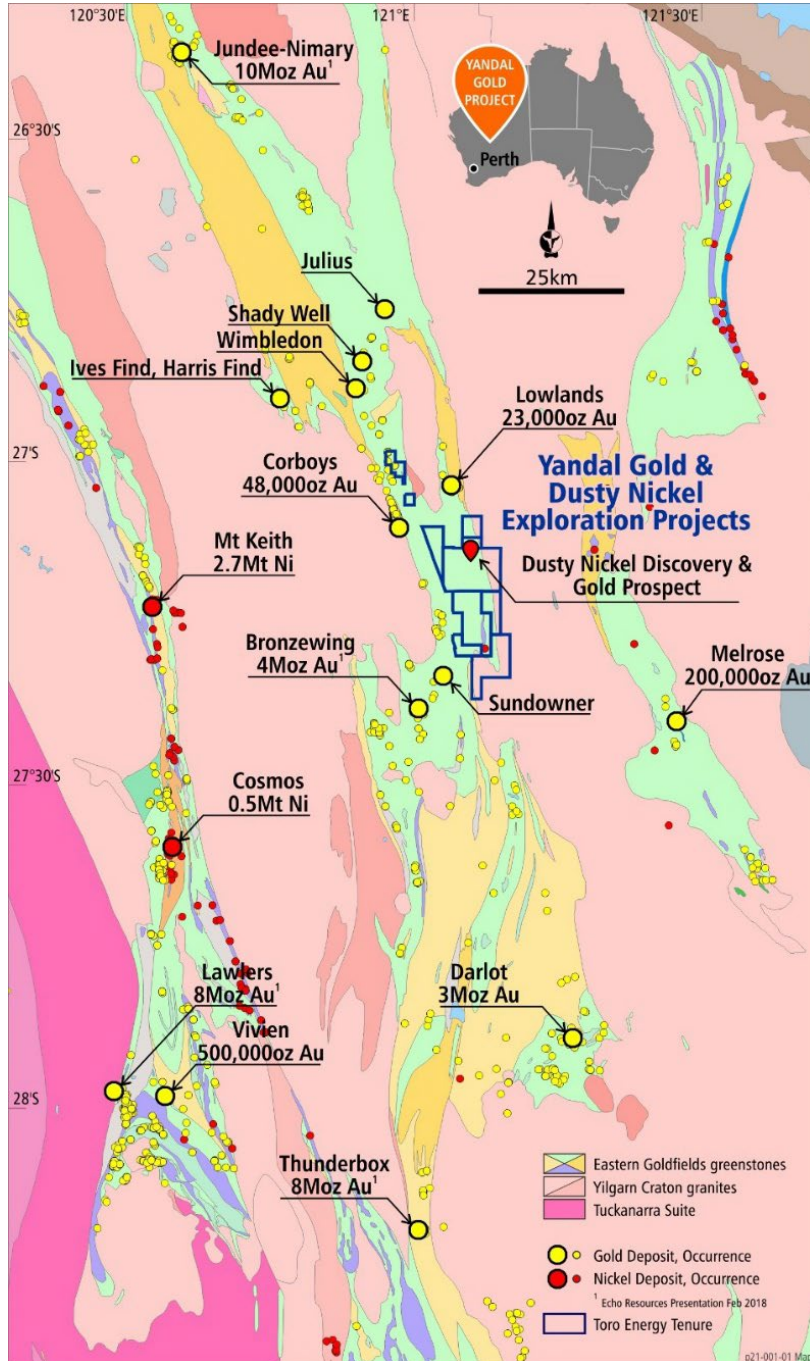 120°30'E
121°E
121°30'E
Jundee-Nimary
10Moz Au¹
YANDAL
GOLD
PROJECT
Perth
26°30'S
25km
Julius
Shady Well
Wimbledon
Ives Find, Harris Find
Lowlands
23,000oz Au
27°S
Corboys
48,000oz Au
Yandal Gold &
Dusty Nickel
Exploration Projects
Mt Keith
2.7Mt Ni
Dusty Nickel Discovery &
Gold Prospect
Bronzewing
4Moz Au¹
Sundowner
Melrose
200,000oz Au
27°30'S
Cosmos
0.5Mt Ni
Lawlers
8Moz Au¹
Vivien
500,000oz Au
Darlot
3Moz Au
28°S
Thunderbox
8Moz Au¹
Eastern Goldfields greenstones
Yilgarn Craton granites
Tuckanarra Suite
Gold Deposit, Occurrence
Nickel Deposit, Occurrence
¹ Echo Resources Presentation Feb 2018
Toro Energy Tenure
p21-001-01 Map